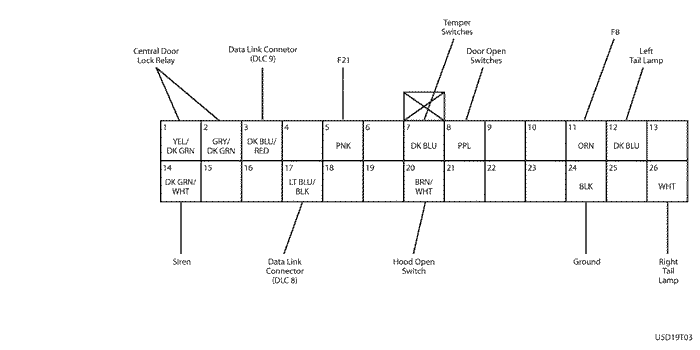 Temper
Switches
Central Door
Lock Relay
Data Link Connetor
(DLC 9)
F21
Door Open
Switches
F8
Left
Tail Lamp
1 2 3 4 5 6 7 8 9 10 11 12 13
YEL/
DK GRN
GRY/
DK GRN
DK BLU/
RED
PNK
DK BLU
PPL
ORN
DK BLU
14 15 16 17 18 19 20 21 22 23 24 25 26
DK GRN/
WHT
LT BLU/
BLK
BRN/
WHT
BLK
WHT
Siren
Data Link
Connector
(DLC 8)
Hood Open
Switch
Ground
Right
Tail
Lamp
U5D19T03